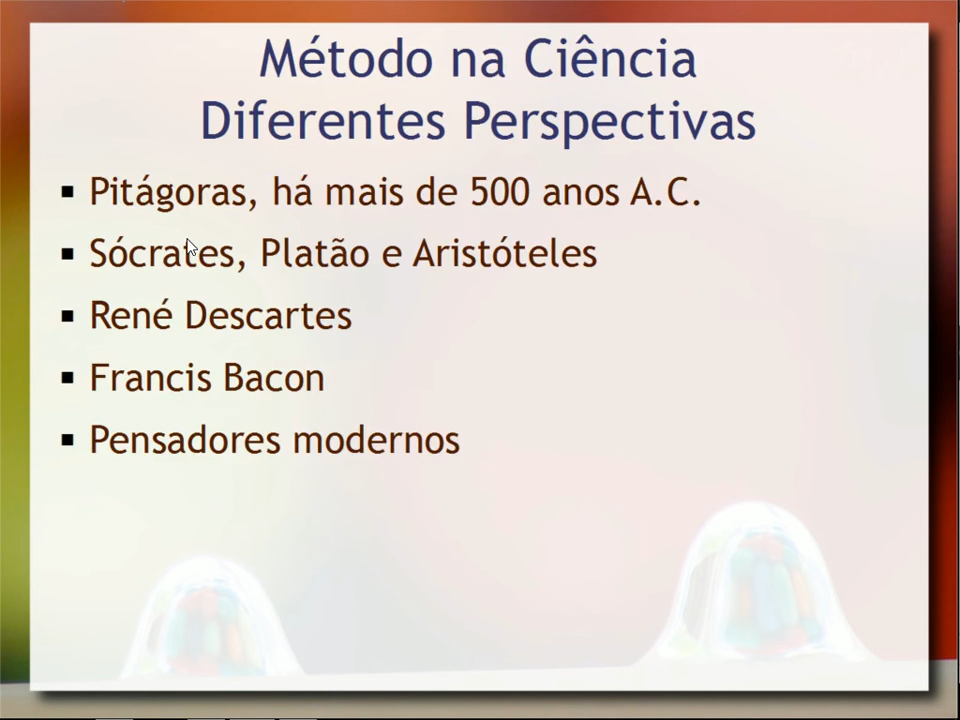 Método na Ciência
Diferentes Perspectivas
▪ Pitágoras, há mais de 500 anos A.C.
▪ Sócrates, Platão e Aristóteles
▪ René Descartes
▪ Francis Bacon
▪ Pensadores modernos